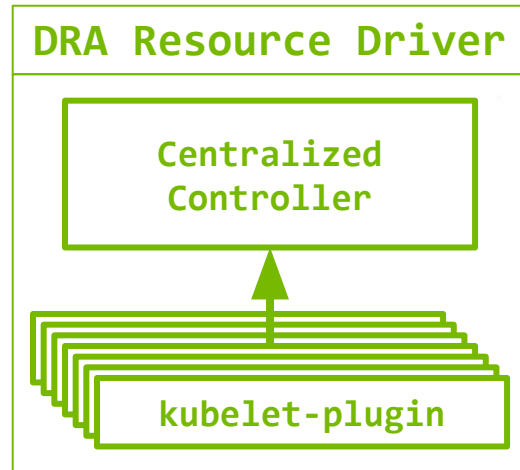 DRA Resource Driver
Centralized
Controller
kubelet-plugin